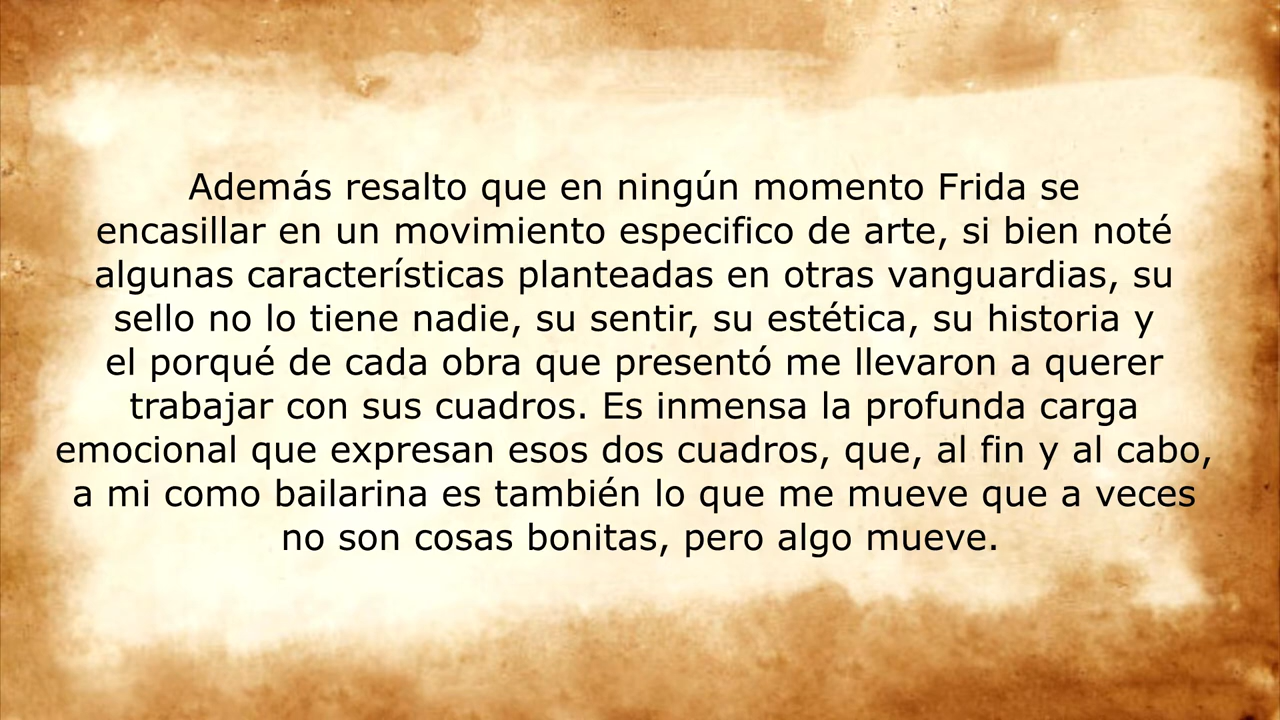 Además resalto que en ningún momento Frida se
encasillar en un movimiento especifico de arte, si bien noté
algunas características planteadas en otras vanguardias, su
sello no lo tiene nadie, su sentir, su estética, su historia y
el porqué de cada obra que presentó me llevaron a querer
trabajar con sus cuadros. Es inmensa la profunda carga
emocional que expresan esos dos cuadros, que, al fin y al cabo,
a mi como bailarina es también lo que me mueve que a veces
no son cosas bonitas, pero algo mueve.